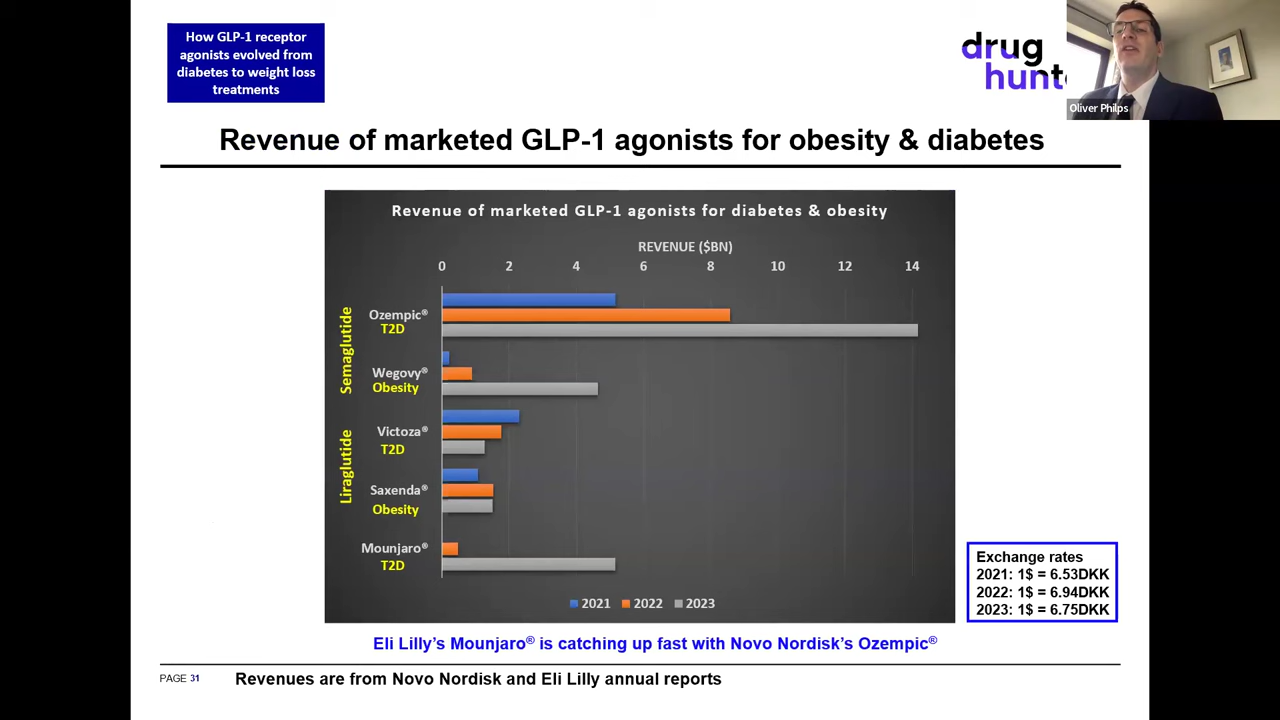 How GLP-1 receptor
agonists evolved from
diabetes to weight loss
treatments
drug
hunt
Oliver Philps
Revenue of marketed GLP-1 agonists for obesity & diabetes
Revenue of marketed GLP-1 agonists for diabetes & obesity
REVENUE ($BN)
0 2 4 6 8 10 12 14
Semaglutide
Ozempic®
T2D
Wegovy®
Obesity
Liraglutide
Victoza®
T2D
Saxenda®
Obesity
Mounjaro®
T2D
2021 2022 2023
Exchange rates
2021: 1$ = 6.53DKK
2022: 1$ = 6.94DKK
2023: 1$ = 6.75DKK
Eli Lilly's Mounjaro® is catching up fast with Novo Nordisk's Ozempic®
PAGE 31
Revenues are from Novo Nordisk and Eli Lilly annual reports